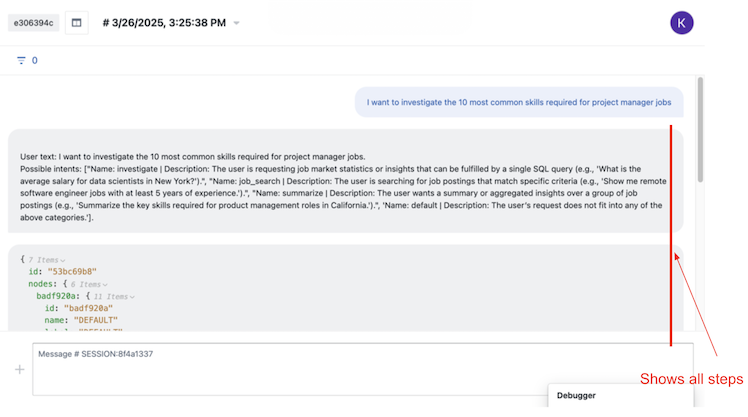 e306394c
# 3/26/2025, 3:25:38 PM
K
0
I want to investigate the 10 most common skills required for project manager jobs
User text: I want to investigate the 10 most common skills required for project manager jobs.
Possible intents: ["Name: investigate | Description: The user is requesting job market statistics or insights that can be fulfilled by a single SQL query (e.g., 'What is the
average salary for data scientists in New York?').", "Name: job_search | Description: The user is searching for job postings that match specific criteria (e.g., 'Show me remote
software engineer jobs with at least 5 years of experience.').", "Name: summarize | Description: The user wants a summary or aggregated insights over a group of job
postings (e.g., 'Summarize the key skills required for product management roles in California.').", 'Name: default | Description: The user's request does not fit into any of the
above categories.'].
{ 7 Items
id: "53bc69b8"
nodes: { 6 Items
badf920a: { 11 Items
id: "badf920a"
name: "DEFAULT"
Message # SESSION:8f4a1337
Shows all steps
Debugger